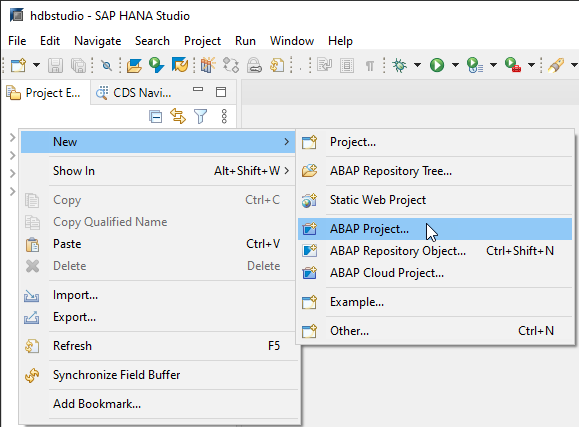 hdbstudio - SAP HANA Studio
File Edit Navigate Search Project Run Window Help
Project E... CDS Navi...
New
Show In Alt+Shift+W
Copy Ctrl+C
Copy Qualified Name
Paste Ctrl+V
Delete Delete
Import...
Export...
Refresh F5
Synchronize Field Buffer
Add Bookmark...
Project...
ABAP Repository Tree...
Static Web Project
ABAP Project...
ABAP Repository Object... Ctrl+Shift+N
ABAP Cloud Project...
Example...
Other... Ctrl+N